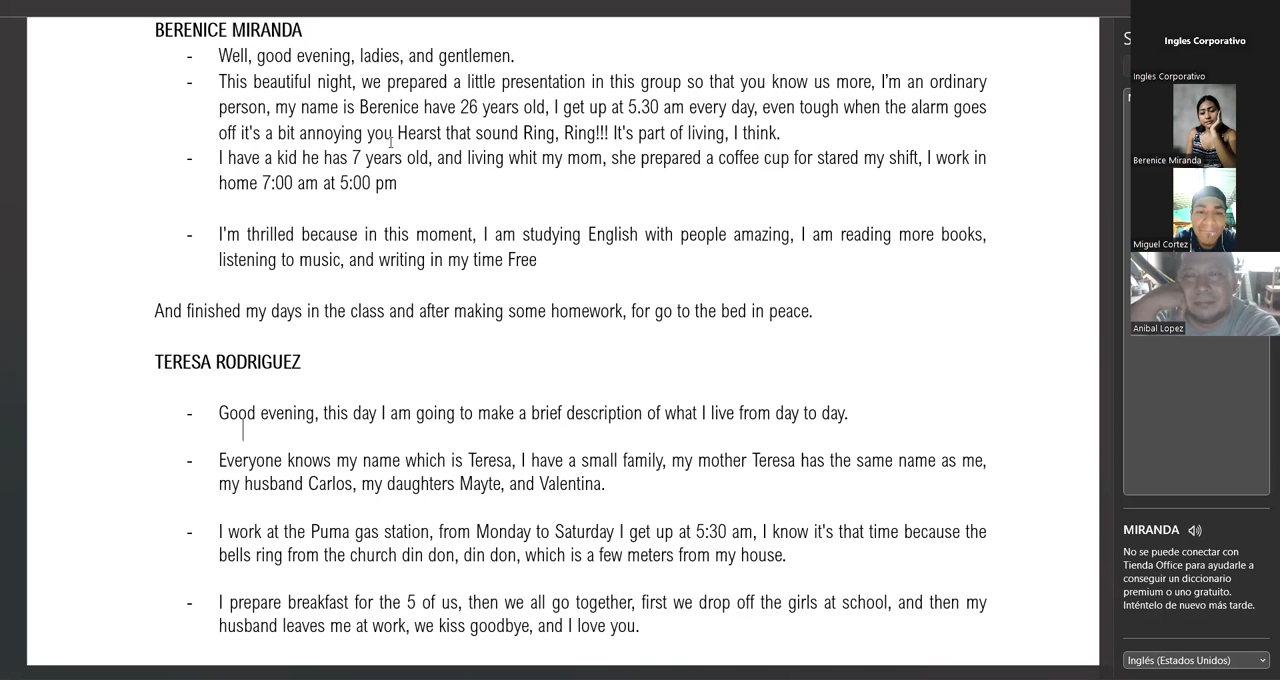 BERENICE MIRANDA
- Well, good evening, ladies, and gentlemen.
- This beautiful night, we prepared a little presentation in this group so that you know us more, I'm an ordinary
person, my name is Berenice have 26 years old, I get up at 5.30 am every day, even tough when the alarm goes
off it's a bit annoying you Hearst that sound Ring, Ring!!! It's part of living, I think.
- I have a kid he has 7 years old, and living whit my mom, she prepared a coffee cup for stared my shift, I work in
home 7:00 am at 5:00 pm
- I'm thrilled because in this moment, I am studying English with people amazing, I am reading more books,
listening to music, and writing in my time Free
And finished my days in the class and after making some homework, for go to the bed in peace.
TERESA RODRIGUEZ
- Good evening, this day I am going to make a brief description of what I live from day to day.
- Everyone knows my name which is Teresa, I have a small family, my mother Teresa has the same name as me,
my husband Carlos, my daughters Mayte, and Valentina.
- I work at the Puma gas station, from Monday to Saturday I get up at 5:30 am, I know it's that time because the
bells ring from the church din don, din don, which is a few meters from my house.
- I prepare breakfast for the 5 of us, then we all go together, first we drop off the girls at school, and then my
husband leaves me at work, we kiss goodbye, and I love you.
Ingles Corporativo
Ingles Corporativo
Berenice Miranda
Miguel Cortez
Anibal Lopez
MIRANDA
No se puede conectar con
Tienda Office para ayudarle a
conseguir un diccionario
premium o uno gratuito.
Inténtelo de nuevo más tarde.
Inglés (Estados Unidos)